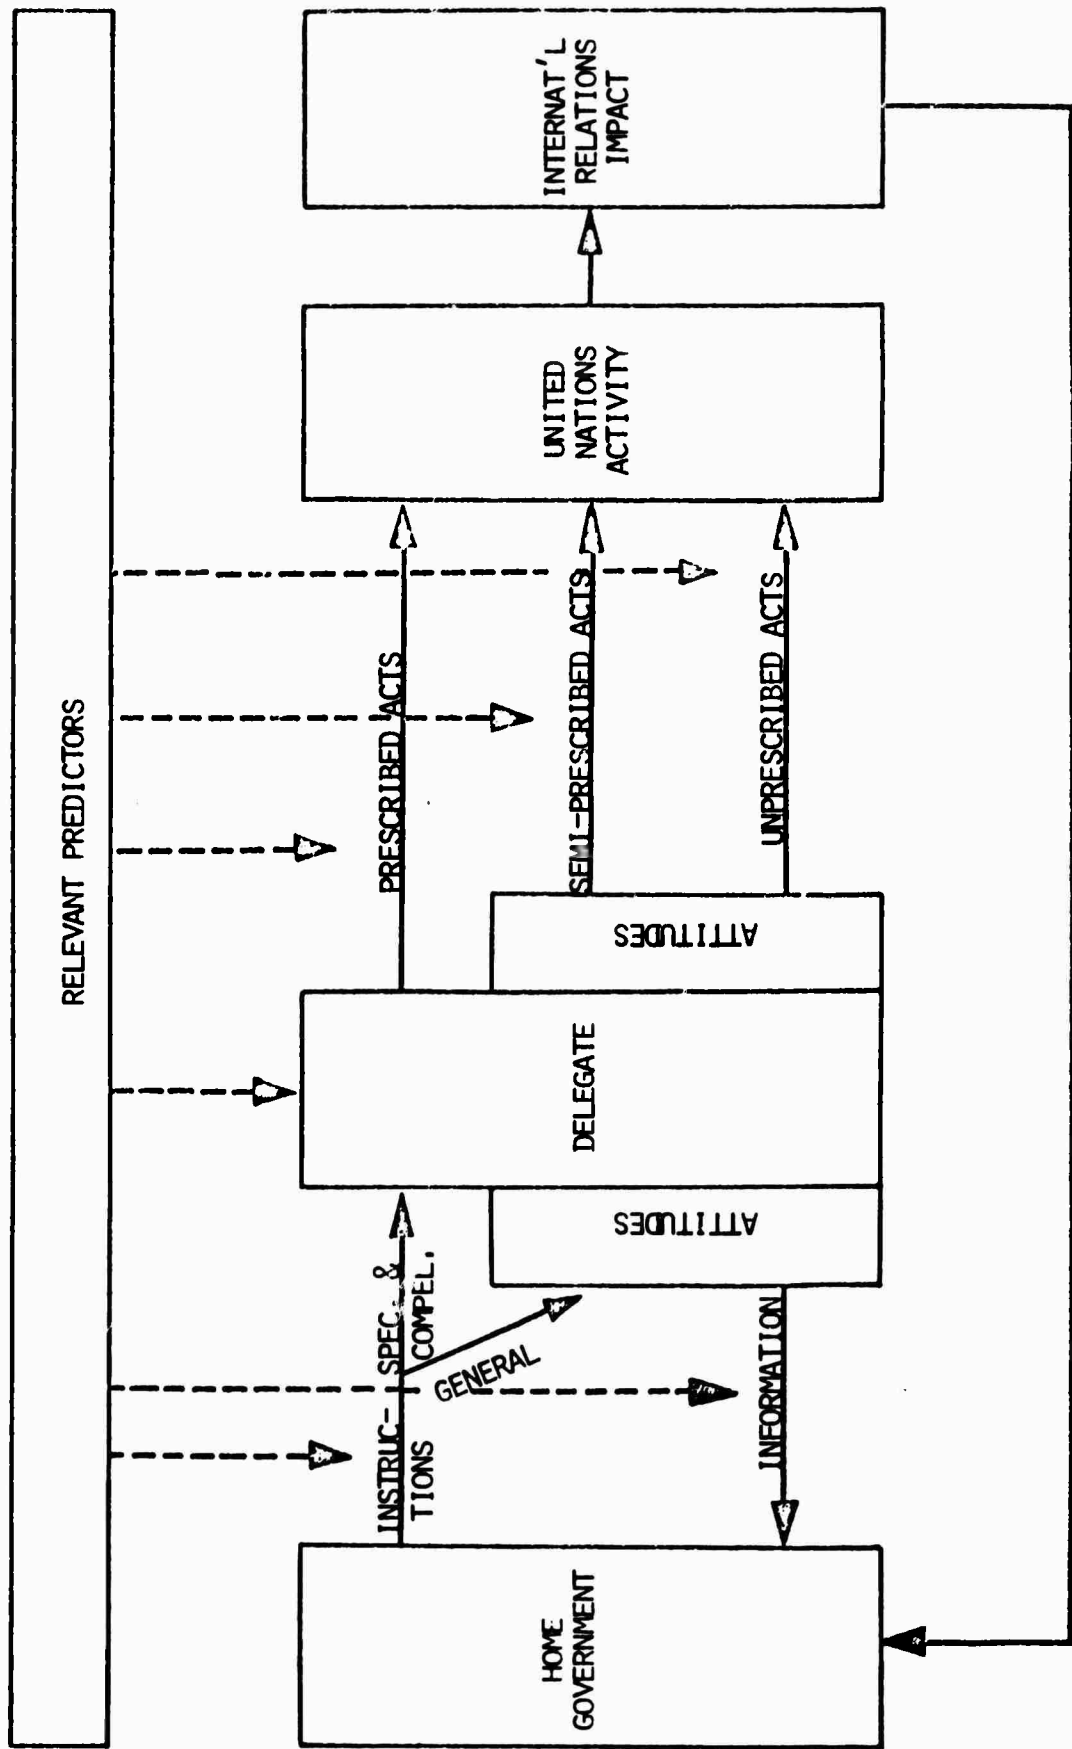 RELEVANT PREDICTORS
HOME
GOVERNMENT
INSTRUC-
TIONS
SPEC. &
COMPEL.
GENERAL
INFORMATION
ATTITUDES
DELEGATE
ATTITUDES
PRESCRIBED ACTS
SEMI-PRESCRIBED ACTS
UNPRESCRIBED ACTS
UNITED
NATIONS
ACTIVITY
INTERNAT'L
RELATIONS
IMPACT